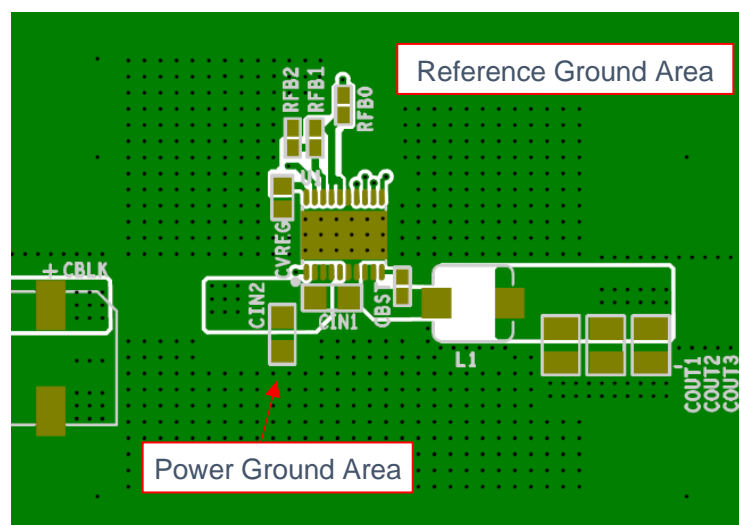 Reference Ground Area
RFB2
RFB1
RFB0
CVREG
+ CBLK
CIN2
CIN1
CBST
L1
COUT1
COUT2
COUT3
Power Ground Area